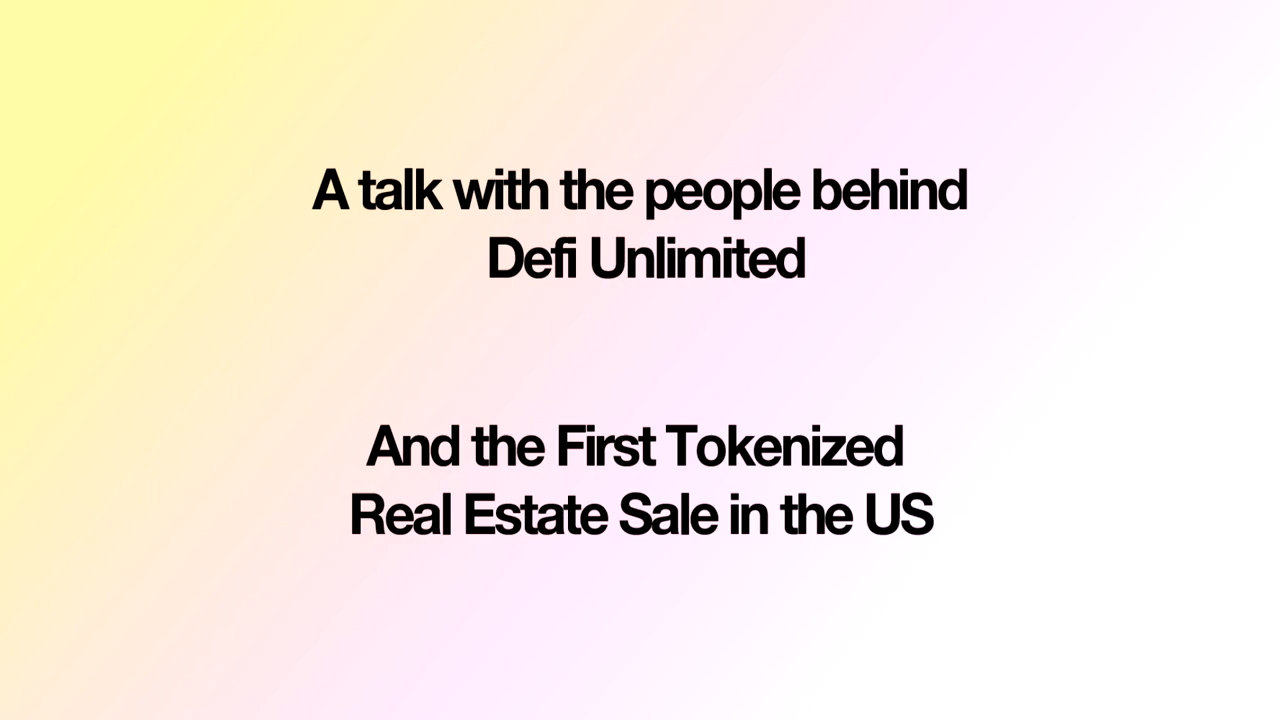 A talk with the people behind
Defi Unlimited
And the First Tokenized
Real Estate Sale in the US